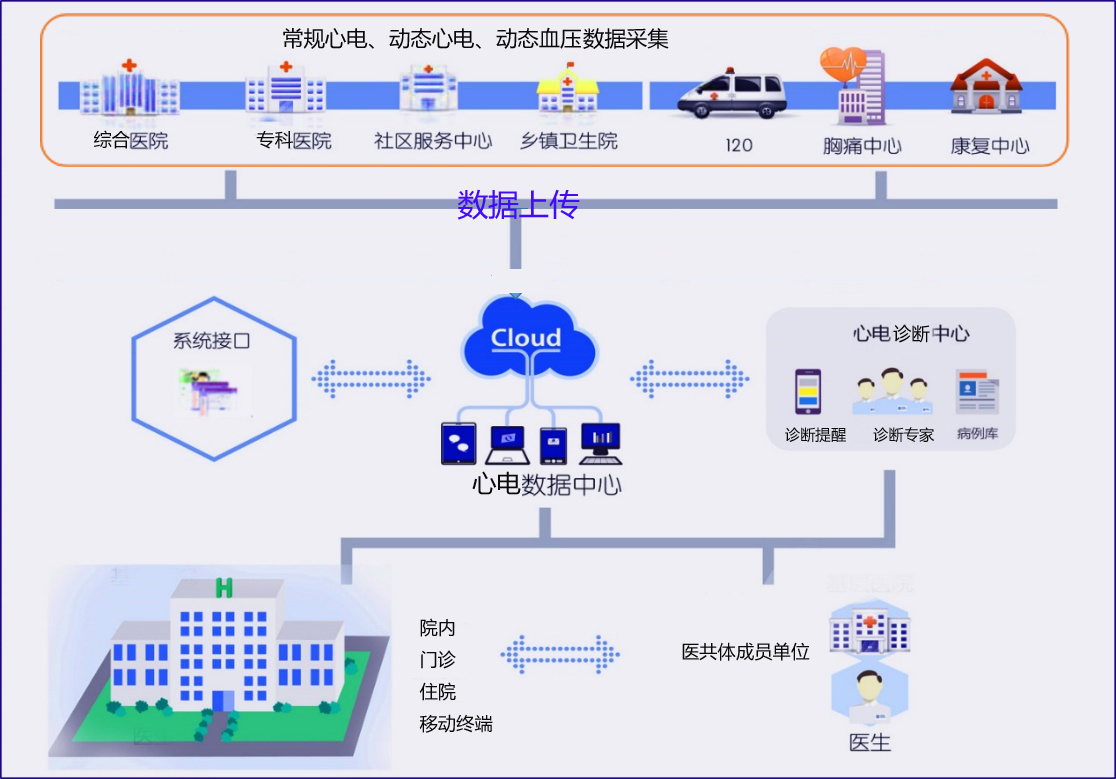 常规心电、动态心电、动态血压数据采集
综合医院
专科医院
社区服务中心
乡镇卫生院
120
胸痛中心
康复中心
数据上传
系统接口
Cloud
心电诊断中心
诊断提醒
诊断专家
病例库
心电数据中心
H
院内
门诊
住院
移动终端
医共体成员单位
医生